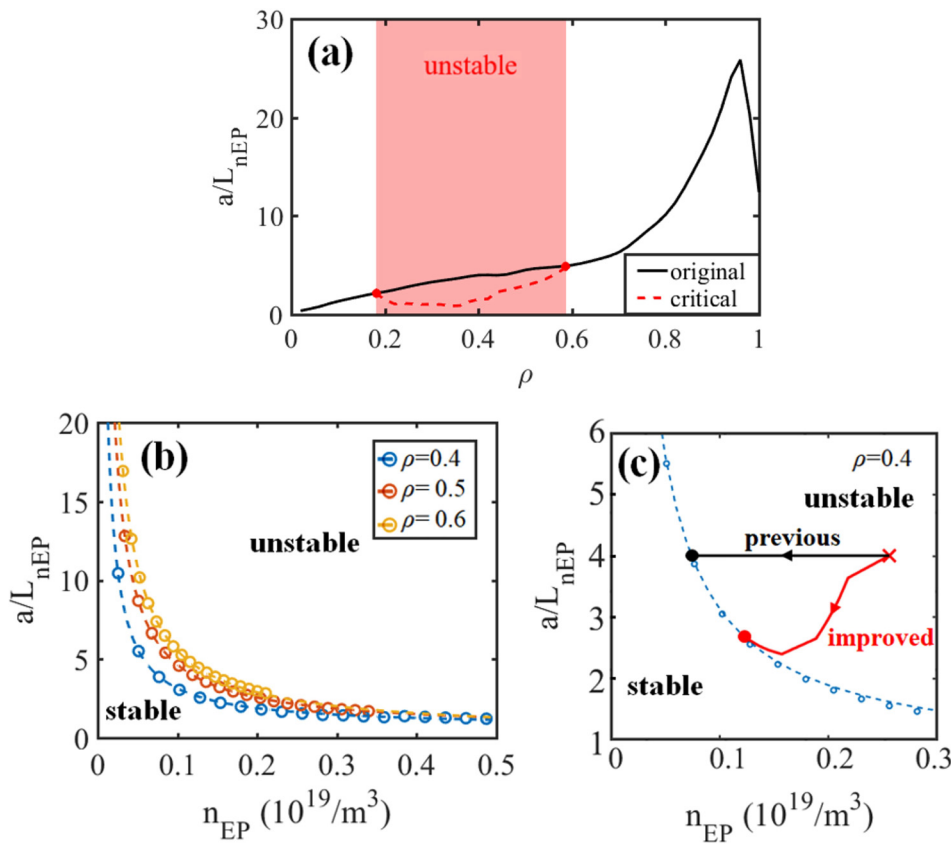 30
20
10
0
a/L_nEP
(a)
unstable
original
critical
0 0.2 0.4 0.6 0.8 1
ρ
20
15
10
5
0
a/L_nEP
(b)
ρ=0.4
ρ=0.5
ρ= 0.6
unstable
stable
0 0.1 0.2 0.3 0.4 0.5
n_EP (10^19/m^3)
6
5
4
3
2
1
a/L_nEP
(c)
ρ=0.4
unstable
previous
improved
stable
0 0.1 0.2 0.3
n_EP (10^19/m^3)